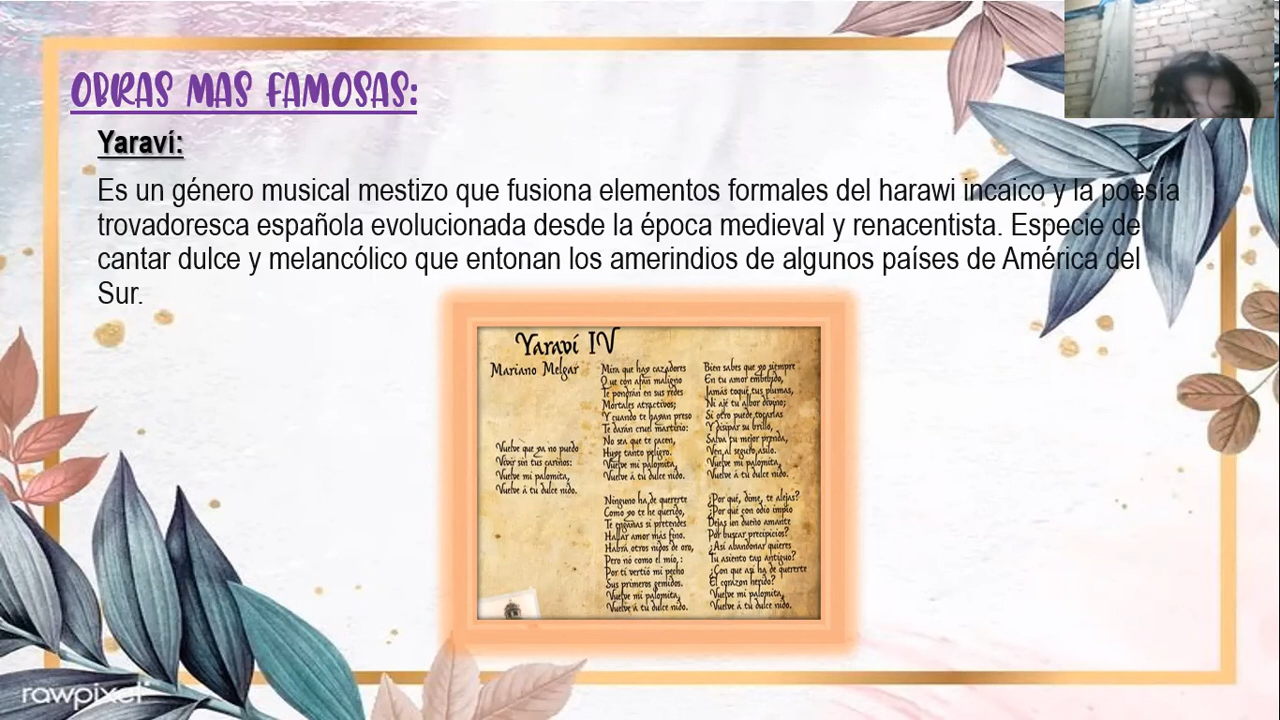 OBRAS MAS FAMOSAS:
Yaraví:
Es un género musical mestizo que fusiona elementos formales del harawi incaico y la poesía
trovadoresca española evolucionada desde la época medieval y renacentista. Especie de
cantar dulce y melancólico que entonan los amerindios de algunos países de América del
Sur.
Yaraví IV
Mariano Melgar
Vuelve que ya no puedo
Vivir sin tus cariños:
Vuelve mi palomita,
Vuelve á tu dulce nido.
Mira que hay cazadores
Que con afán maligno
Te pondrán en sus redes
Mortales atractivos;
Y cuando te hayan preso
Te darán cruel martirio:
No sea que te cacen,
Huye tanto peligro.
Vuelve mi palomita,
Vuelve á tu dulce nido.
Ninguno ha de quererte
Como yo te he querido,
Te engañas si pretendes
Hallar amor más fino.
Habrá otros nidos de oro,
Pero nó como el mío,:
Por ti vertió mi pecho
Sus primeros gemidos.
Vuelve mi palomita,
Vuelve á tu dulce nido.
Bien sabes que yo siempre
En tu amor embebido,
Jamás toqué tus plumas,
Ni ajé tu albor divino;
Si otro puede tocarlas
Y disipar su brillo,
Salva tu mejor prenda,
Ven al seguro asilo.
Vuelve mi palomita,
Vuelve á tu dulce nido.
¿Por qué, dime, te alejas?
¿Por qué con odio impío
Dejas un dueño amante
Por buscar precipicios?
¿Así abandonar quieres
Tu asiento tan antiguo?
¿Con que así ha de quererte
El corazón herido?
Vuelve mi palomita,
Vuelve á tu dulce nido.
rawpixel